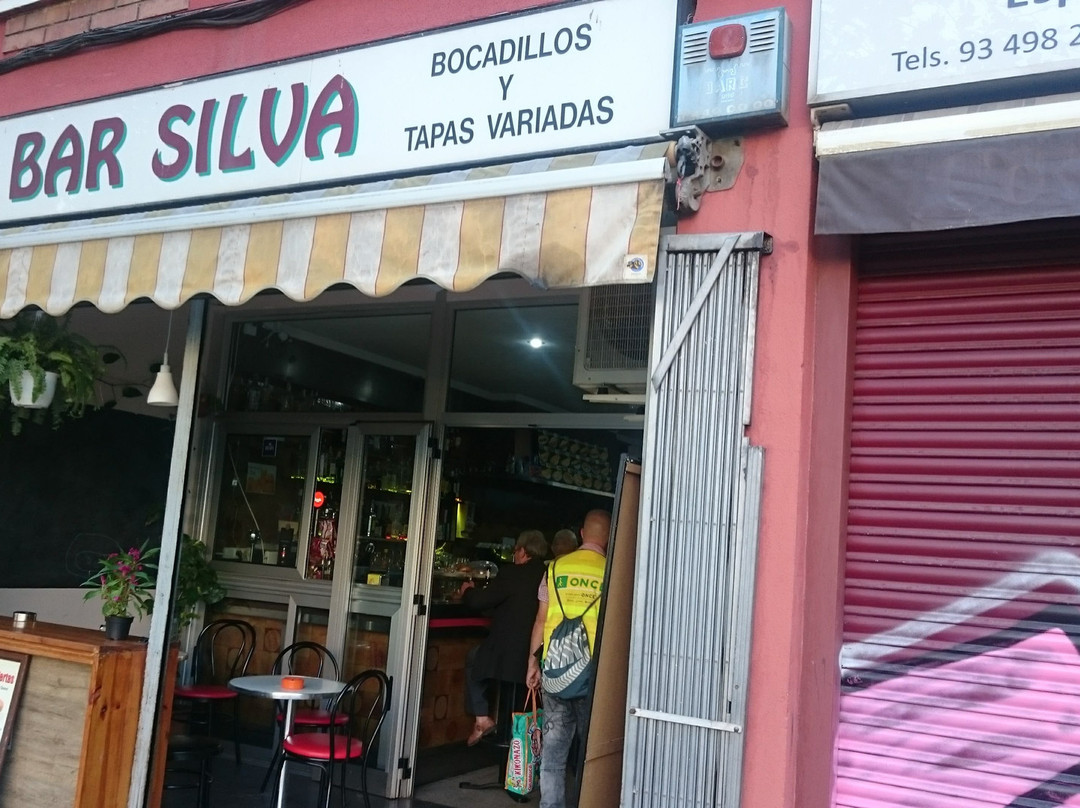 BAR SILVA
BOCADILLOS
Y
TAPAS VARIADAS
Tels. 93 498 2
ONCE